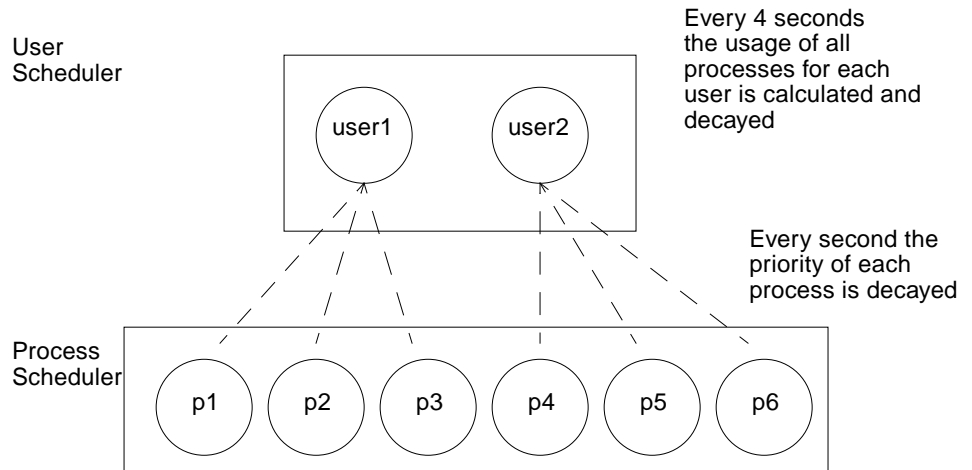 User
Scheduler
Every 4 seconds
the usage of all
processes for each
user is calculated and
decayed
user1
user2
Every second the
priority of each
process is decayed
Process
Scheduler
p1
p2
p3
p4
p5
p6